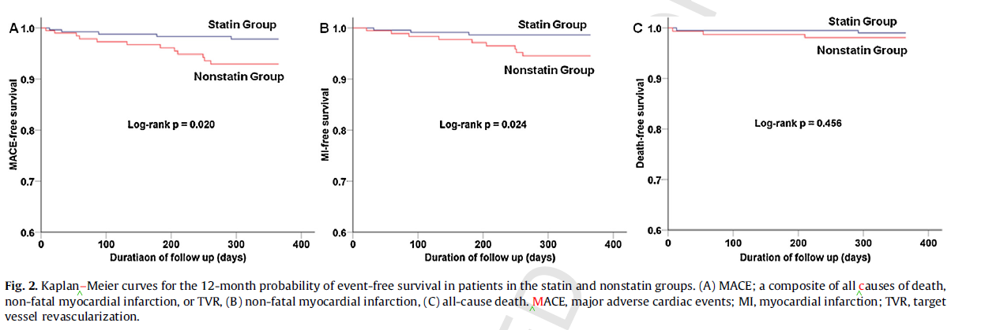 A
1.0
0.9
0.8
0.7
0.6
0
100
200
300
400
MACE-free survival
Statin Group
Nonstatin Group
Log-rank p = 0.020
Duratiaon of follow up (days)
B
1.0
0.9
0.8
0.7
0.6
0
100
200
300
400
MI-free survival
Statin Group
Nonstatin Group
Log-rank p = 0.024
Duration of follow up (days)
C
1.0
0.9
0.8
0.7
0.6
0
100
200
300
400
Death-free survival
Statin Group
Nonstatin Group
Log-rank p = 0.456
Duration of follow up (days)
Fig. 2. Kaplan–Meier curves for the 12-month probability of event-free survival in patients in the statin and nonstatin groups. (A) MACE; a composite of all causes of death,
non-fatal myocardial infarction, or TVR, (B) non-fatal myocardial infarction, (C) all-cause death. MACE, major adverse cardiac events; MI, myocardial infarction; TVR, target
vessel revascularization.